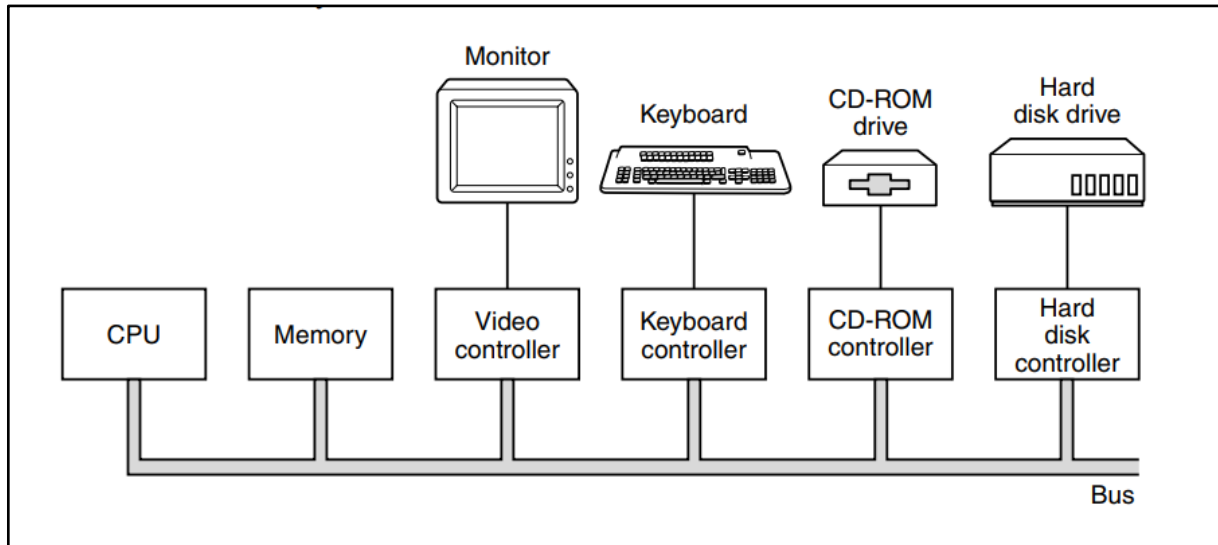 Monitor
Keyboard
CD-ROM
drive
Hard
disk drive
CPU
Memory
Video
controller
Keyboard
controller
CD-ROM
controller
Hard
disk
controller
Bus